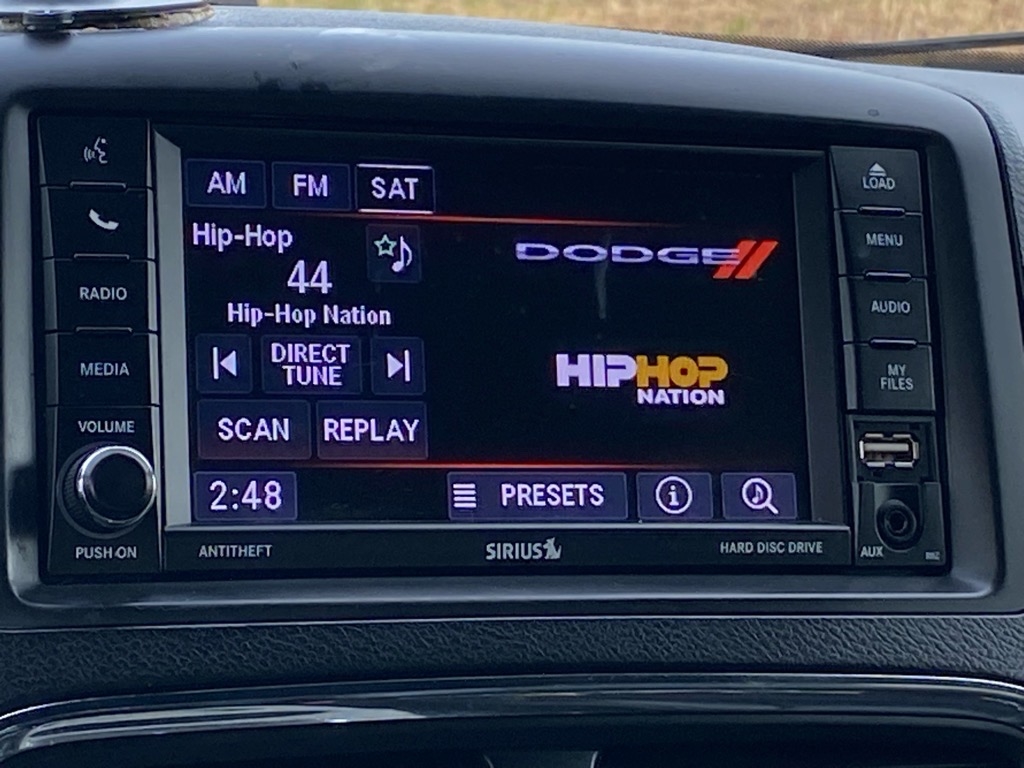 AM FM SAT
Hip-Hop
44
Hip-Hop Nation
DIRECT
TUNE
SCAN REPLAY
2:48
PRESETS
DODGE
HIPHOP
NATION
RADIO
MEDIA
VOLUME
PUSH ON
LOAD
MENU
AUDIO
MY
FILES
AUX
ANTITHEFT
SIRIUS
HARD DISC DRIVE